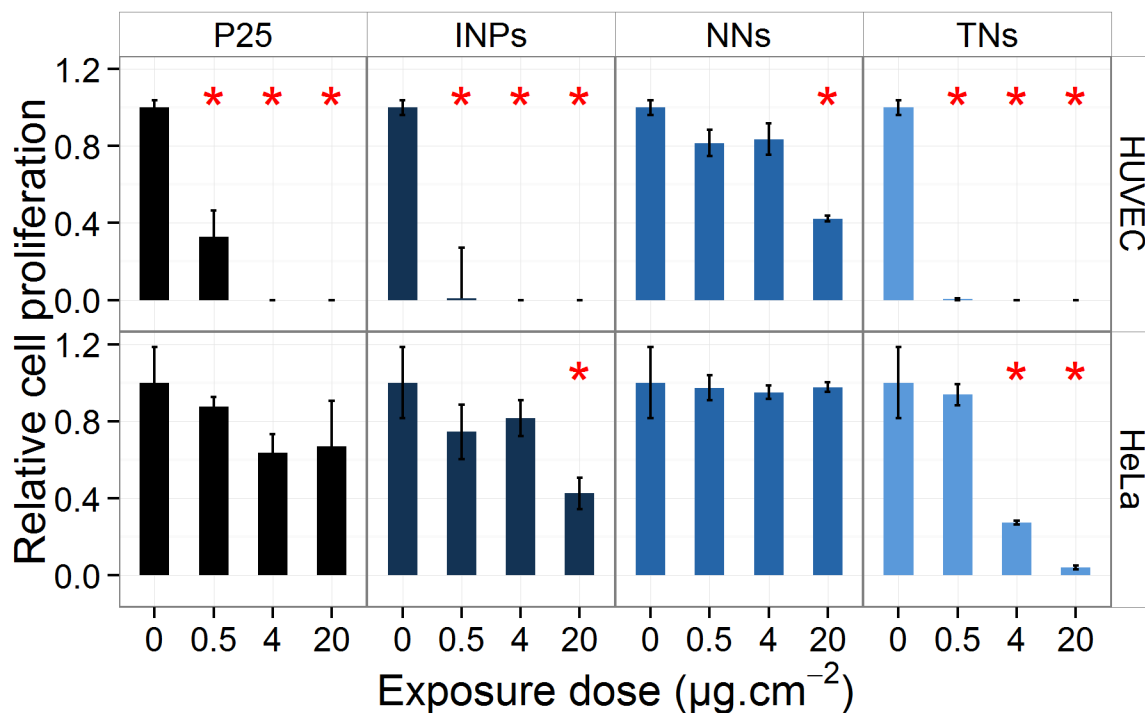 P25 INPs NNs TNs
Relative cell proliferation
1.2
* * * * * * * * * *
0.8
0.4
0.0
HUVEC
1.2
* * *
0.8
0.4
0.0
HeLa
0 0.5 4 20 0 0.5 4 20 0 0.5 4 20 0 0.5 4 20
Exposure dose (µg.cm⁻²)